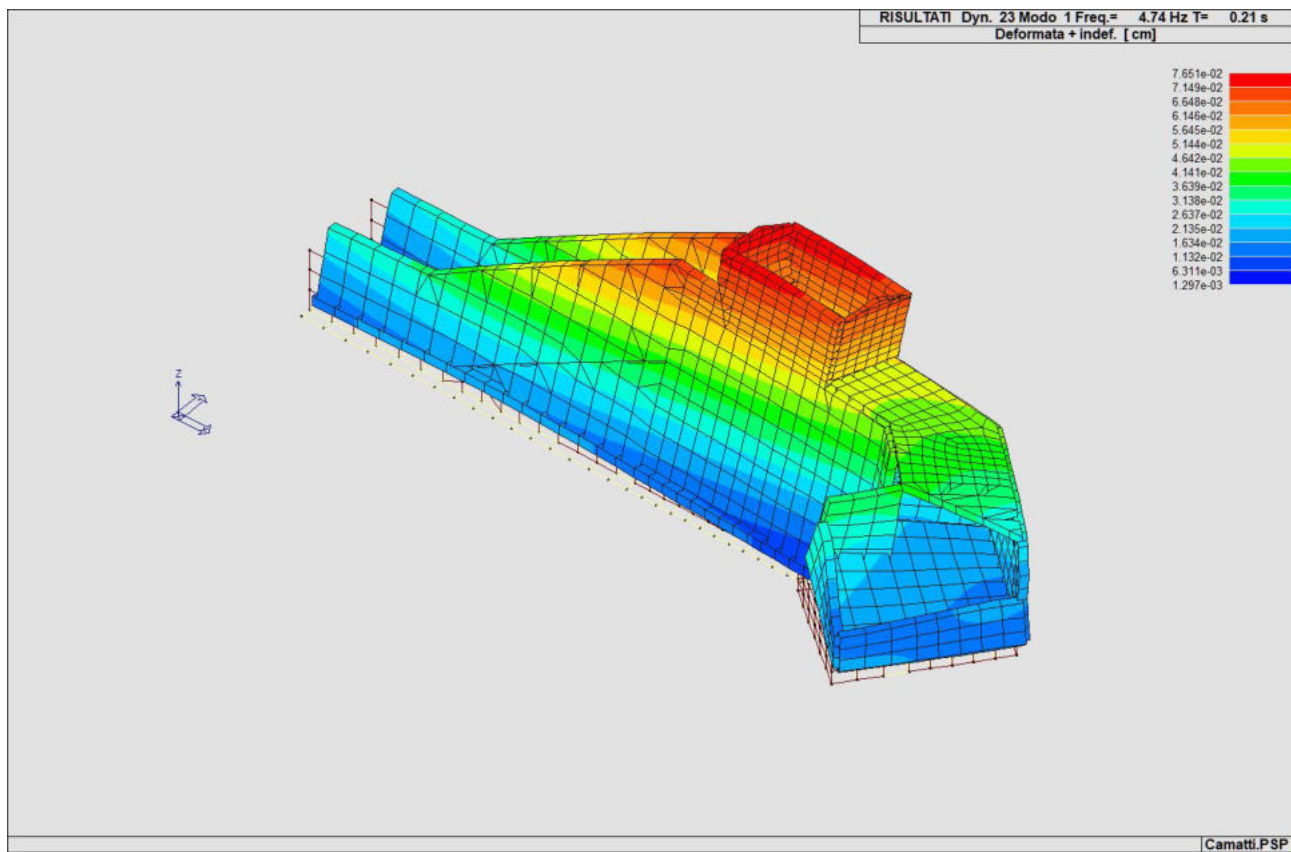 RISULTATI Dyn. 23 Modo 1 Freq.= 4.74 Hz T= 0.21 s
Deformata + indef. [ cm]
7.651e-02
7.149e-02
6.648e-02
6.146e-02
5.645e-02
5.144e-02
4.642e-02
4.141e-02
3.639e-02
3.138e-02
2.637e-02
2.135e-02
1.634e-02
1.132e-02
6.311e-03
1.297e-03
Z
Camatti.PSP